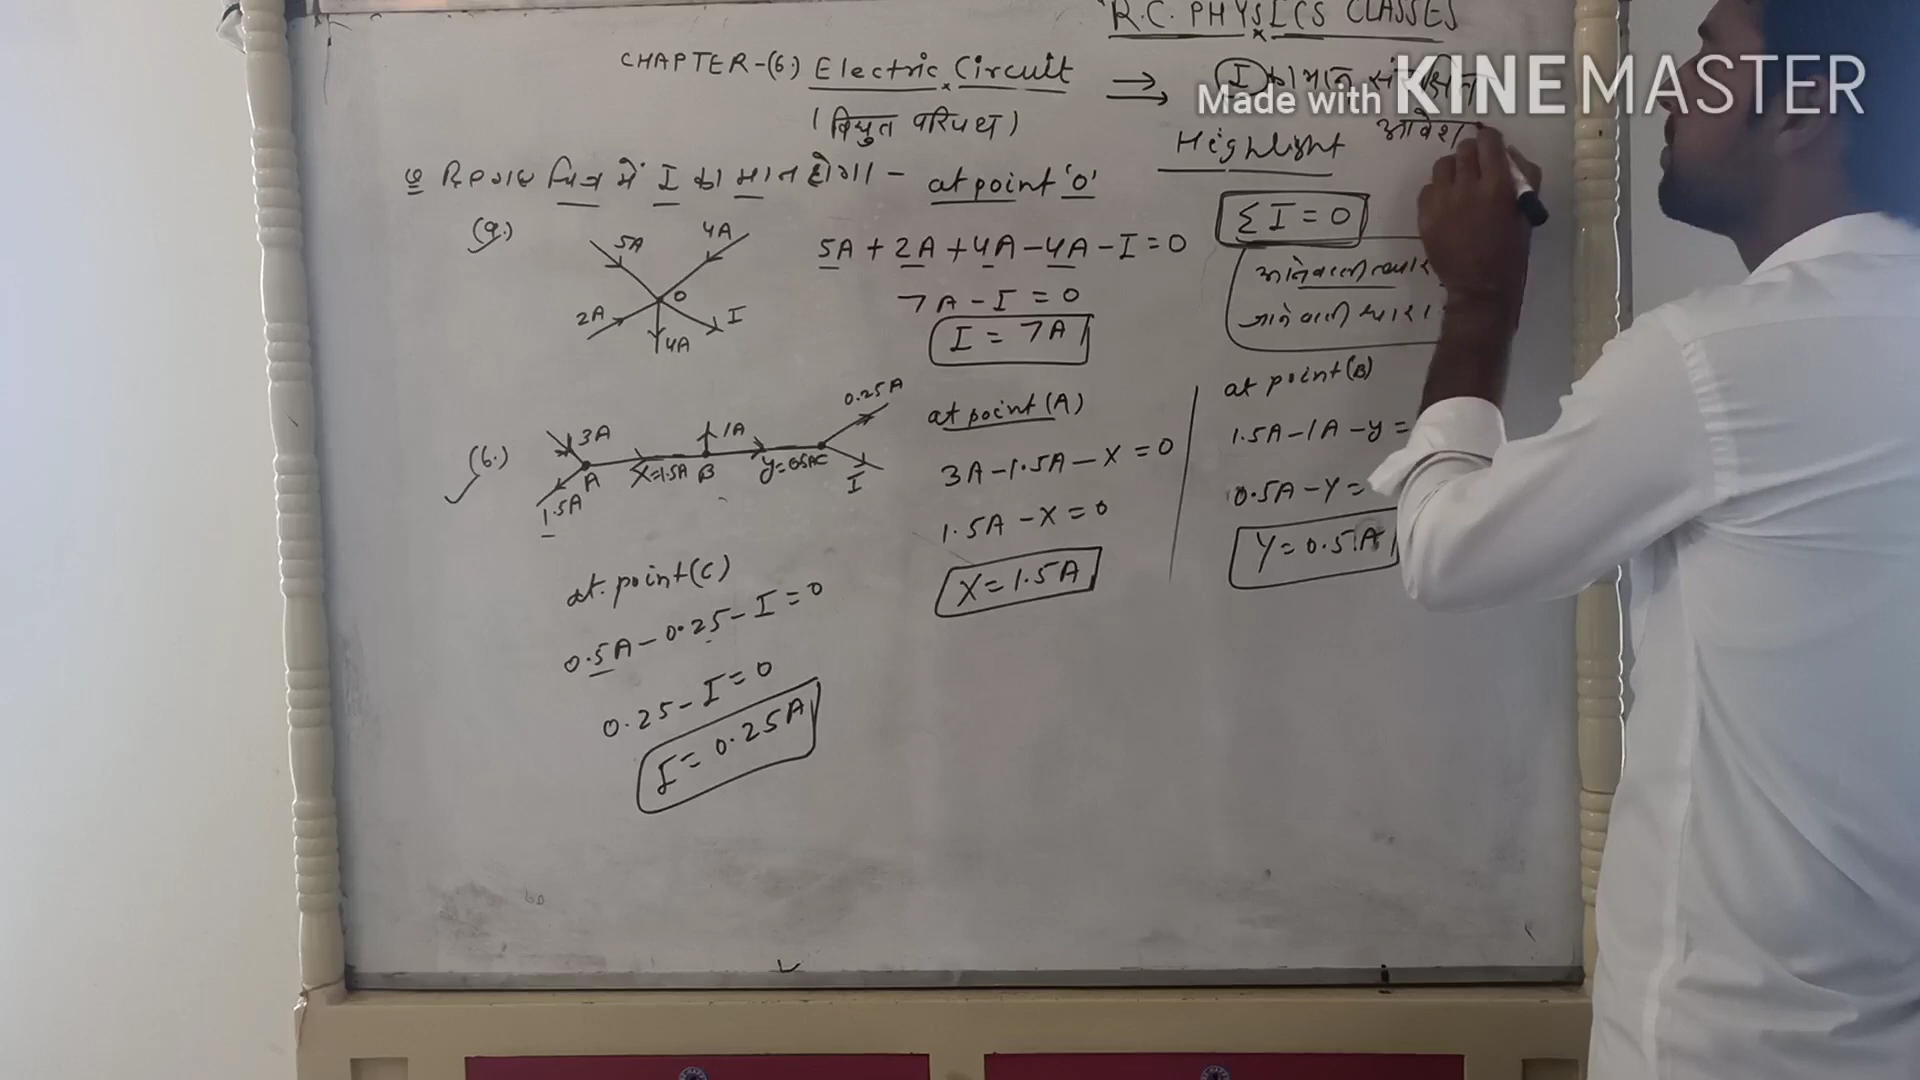 R.C. PHYSICS CLASSES
CHAPTER-(6.) Electric Circuit
(विद्युत परिपथ)
⇒ I का मान
आवेश
Made with KINEMASTER
Highlight
चित्र में I का मान होगा - at point 'O'
ΣI = 0
आने वाली धारा
जाने वाली धारा
(a.)
5A
4A
2A
O
I
4A
5A + 2A + 4A - 4A - I = 0
7A - I = 0
I = 7A
(b.)
3A
1.5A
A
X=1.5A
B
1A
Y=0.5A
C
0.25A
I
at point (A)
3A - 1.5A - X = 0
1.5A - X = 0
X = 1.5A
at point (B)
1.5A - 1A - y =
0.5A - Y =
Y = 0.5A
at point (C)
0.5A - 0.25 - I = 0
0.25 - I = 0
I = 0.25A